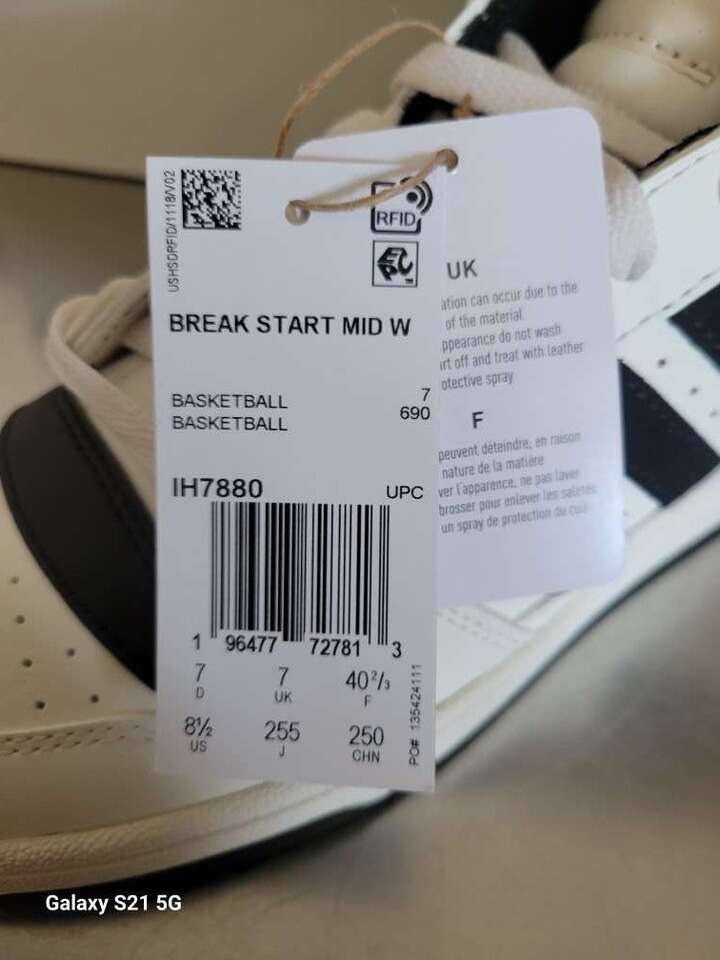 USHSDRFID/1118/V02
RFID
EPC™
BREAK START MID W
BASKETBALL 7
BASKETBALL 690
IH7880 UPC
1 96477 72781 3
7 7 40⅔
D UK F
8½ 255 250
US J CHN
PO# 135424111
UK
ation can occur due to the
of the material
ppearance do not wash
rt off and treat with leather
otective spray
F
peuvent déteindre, en raison
nature de la matière
ver l'apparence, ne pas laver
brosser pour enlever les saletés
un spray de protection du cuir
Galaxy S21 5G